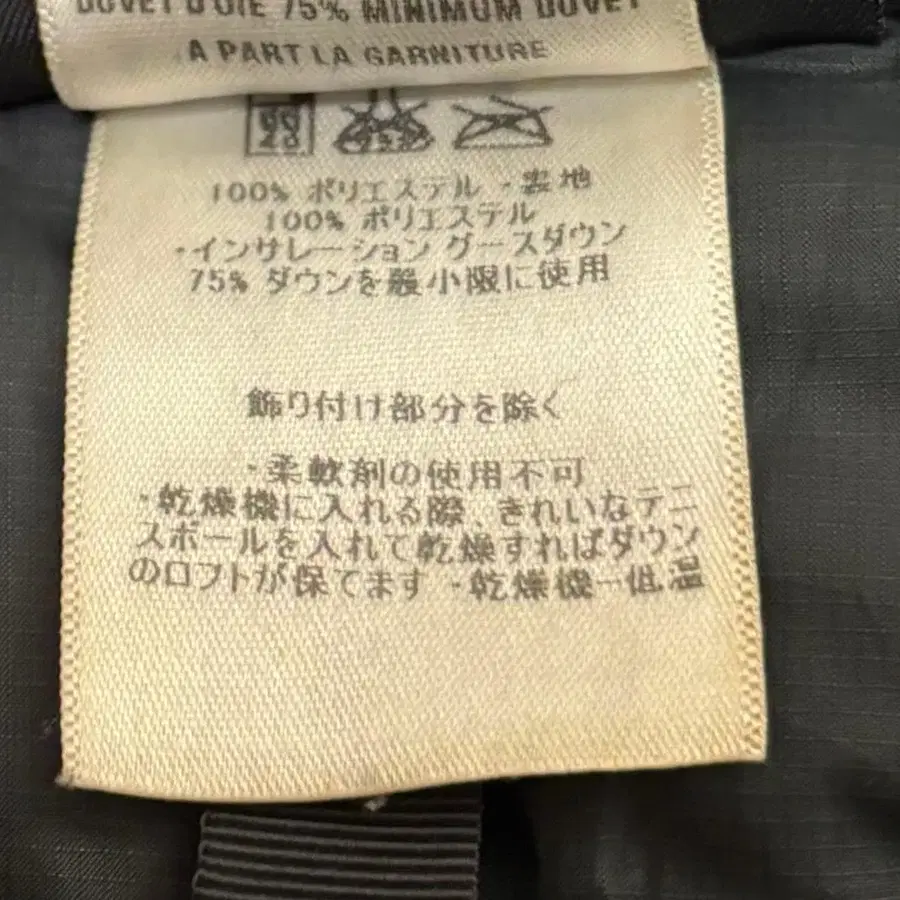 DUVET D'OIE 75% MINIMUM DUVET
A PART LA GARNITURE
100% ポリエステル ・表地
100% ポリエステル
・インサレーション グースダウン
75% ダウンを最小限に使用
飾り付け部分を除く
・柔軟剤の使用不可
・乾燥機に入れる際、きれいなテニ
スボールを入れて乾燥すればダウン
のロフトが保てます ・乾燥機ー低温